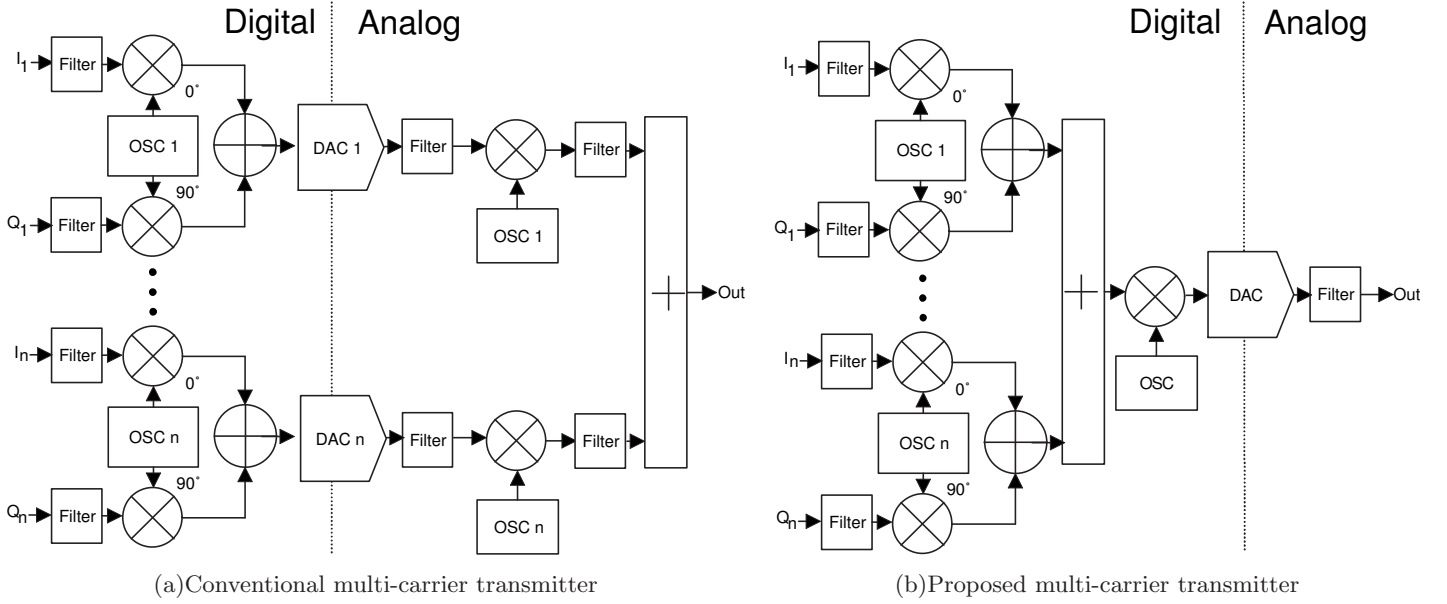 Digital Analog
I1 Filter 0°
OSC 1 DAC 1 Filter Filter
Q1 Filter 90° OSC 1
+ Out
In Filter 0°
OSC n DAC n Filter Filter
Qn Filter 90° OSC n
(a)Conventional multi-carrier transmitter
Digital Analog
I1 Filter 0°
OSC 1
Q1 Filter 90°
+ DAC Filter Out
In Filter 0° OSC
OSC n
Qn Filter 90°
(b)Proposed multi-carrier transmitter